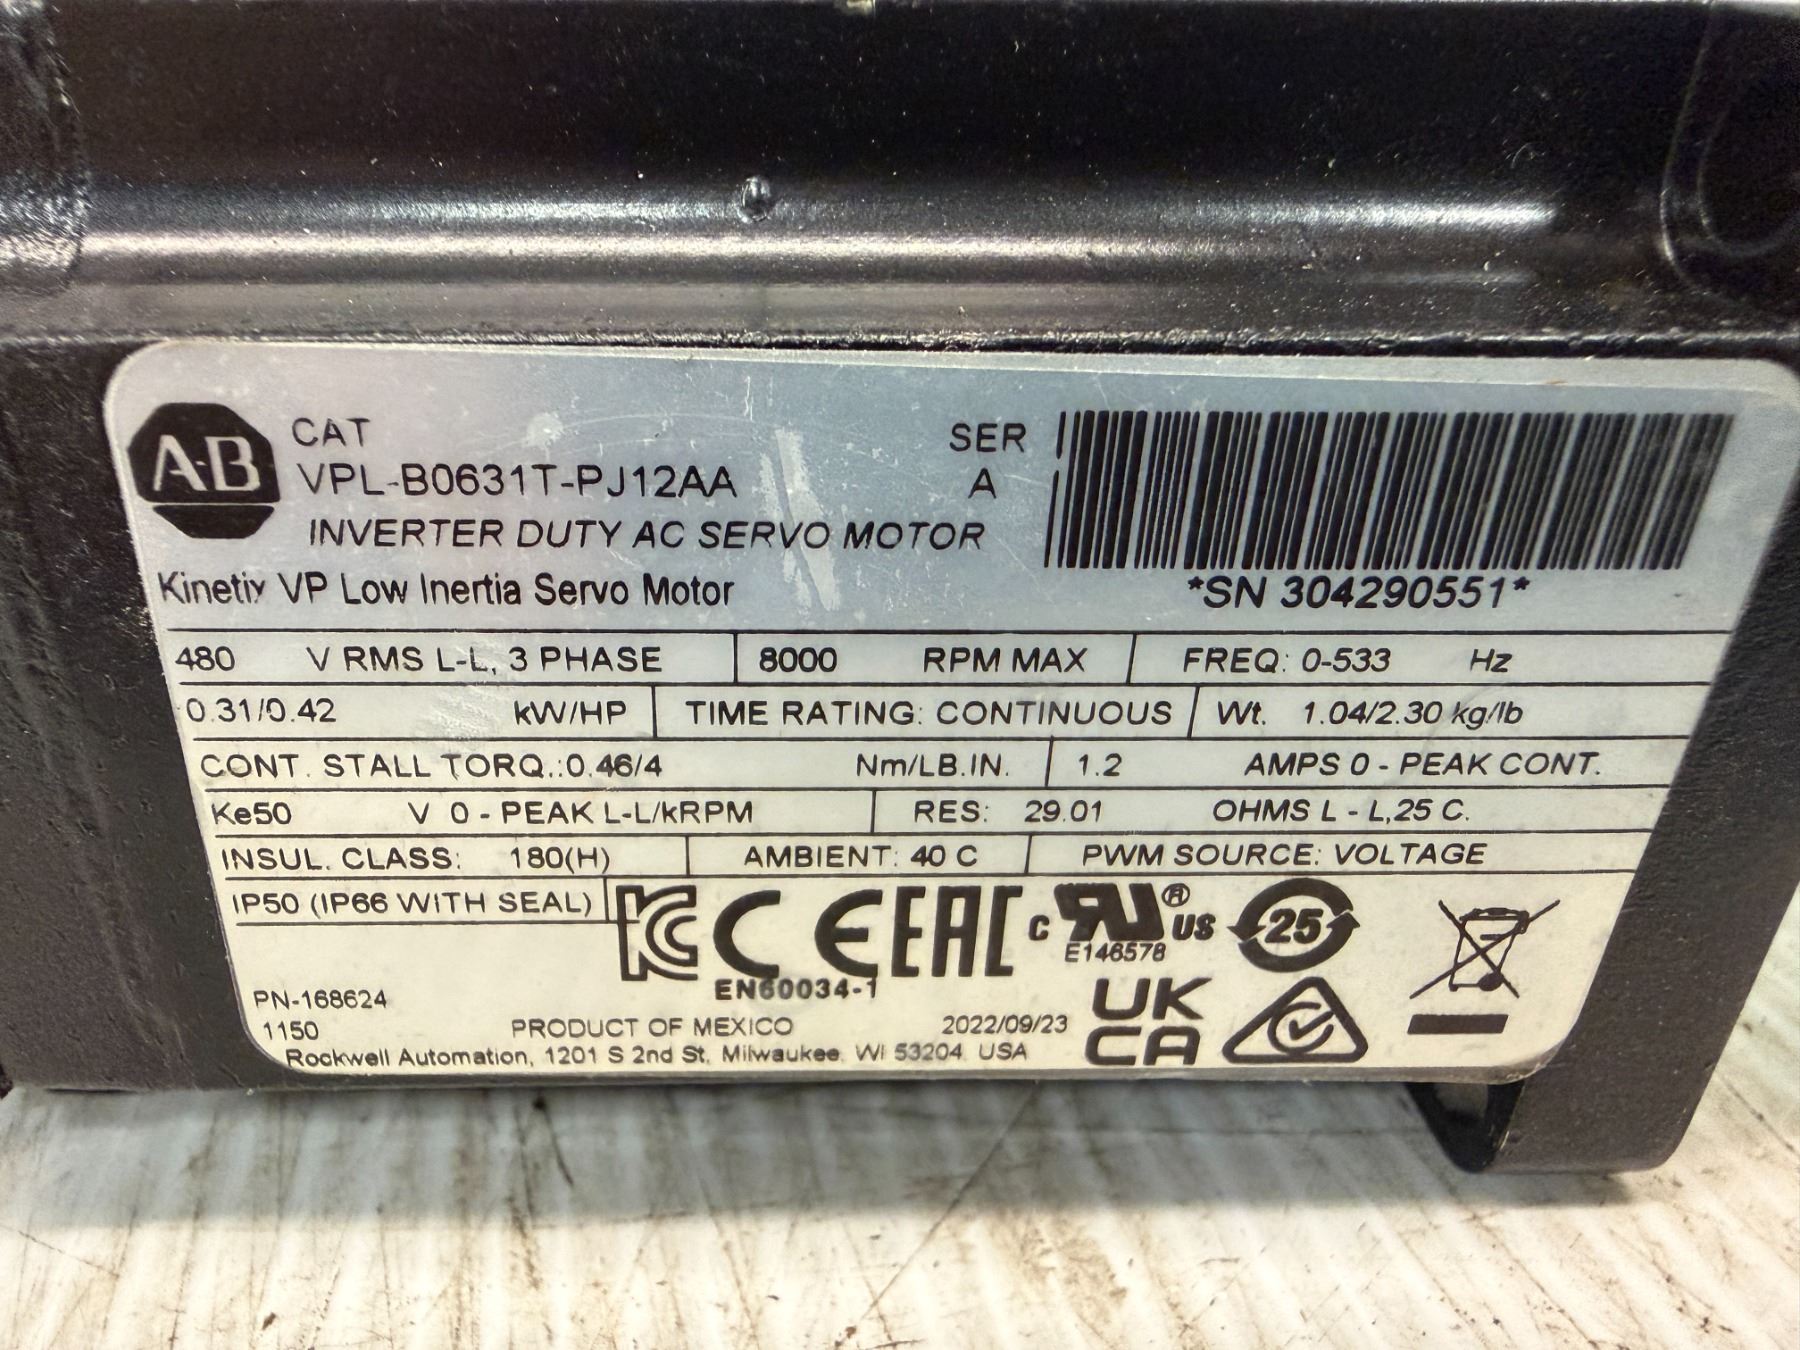 A-B
CAT
VPL-B0631T-PJ12AA
SER
A
INVERTER DUTY AC SERVO MOTOR
Kinetix VP Low Inertia Servo Motor
*SN 304290551*
480 V RMS L-L, 3 PHASE 8000 RPM MAX FREQ: 0-533 Hz
0.31/0.42 kW/HP TIME RATING: CONTINUOUS Wt. 1.04/2.30 kg/lb
CONT. STALL TORQ.:0.46/4 Nm/LB.IN. 1.2 AMPS 0 - PEAK CONT.
Ke50 V 0 - PEAK L-L/kRPM RES: 29.01 OHMS L - L,25 C.
INSUL. CLASS: 180(H) AMBIENT: 40 C PWM SOURCE: VOLTAGE
IP50 (IP66 WITH SEAL)
KC CE EAC c RU ® US 25
E146578
EN60034-1
UK
CA
PN-168624
1150 PRODUCT OF MEXICO 2022/09/23
Rockwell Automation, 1201 S 2nd St, Milwaukee, WI 53204, USA